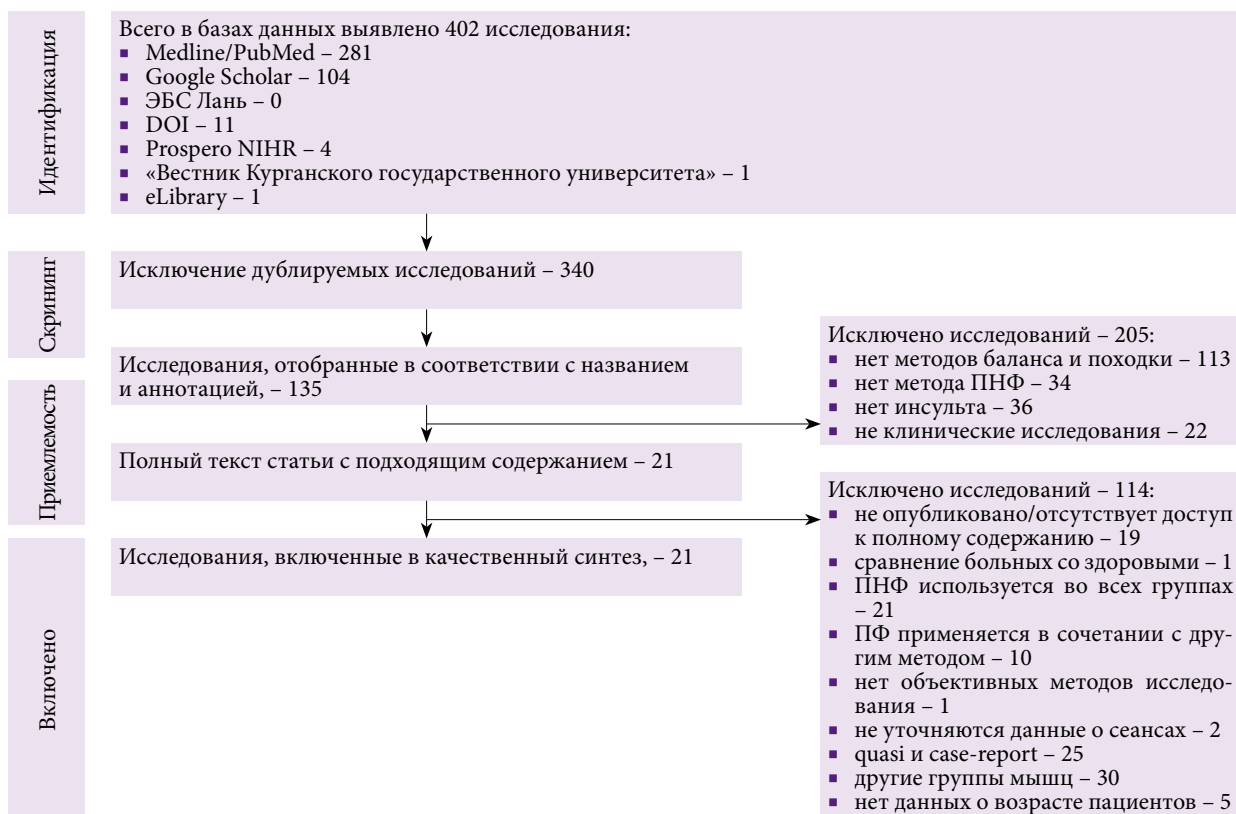 Идентификация
Всего в базах данных выявлено 402 исследования:
▪ Medline/PubMed – 281
▪ Google Scholar – 104
▪ ЭБС Лань – 0
▪ DOI – 11
▪ Prospero NIHR – 4
▪ «Вестник Курганского государственного университета» – 1
▪ eLibrary – 1
Скрининг
Исключение дублируемых исследований – 340
Исследования, отобранные в соответствии с названием
и аннотацией, – 135
Исключено исследований – 205:
▪ нет методов баланса и походки – 113
▪ нет метода ПНФ – 34
▪ нет инсульта – 36
▪ не клинические исследования – 22
Приемлемость
Полный текст статьи с подходящим содержанием – 21
Исключено исследований – 114:
▪ не опубликовано/отсутствует доступ
к полному содержанию – 19
▪ сравнение больных со здоровыми – 1
▪ ПНФ используется во всех группах
– 21
▪ ПФ применяется в сочетании с дру-
гим методом – 10
▪ нет объективных методов исследо-
вания – 1
▪ не уточняются данные о сеансах – 2
▪ quasi и case-report – 25
▪ другие группы мышц – 30
▪ нет данных о возрасте пациентов – 5
Включено
Исследования, включенные в качественный синтез, – 21